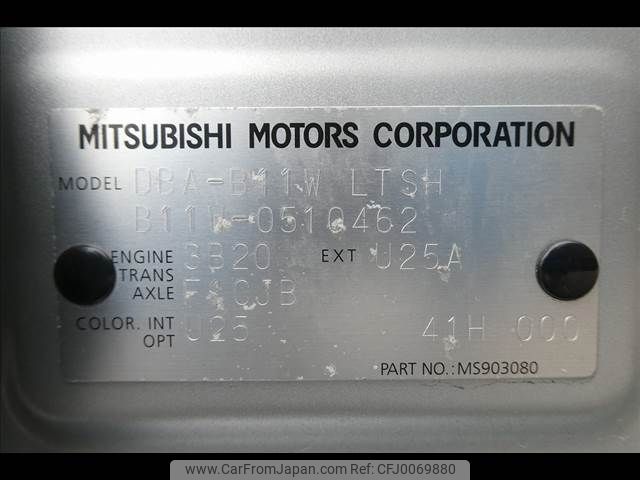 MITSUBISHI MOTORS CORPORATION
MODEL DBA-B11W LTSH
B11W-0510462
ENGINE 3B20 EXT U25A
TRANS
AXLE
COLOR. INT U25 41H 000
OPT
PART NO.:MS903080
www.CarFromJapan.com Ref:CFJ0069880